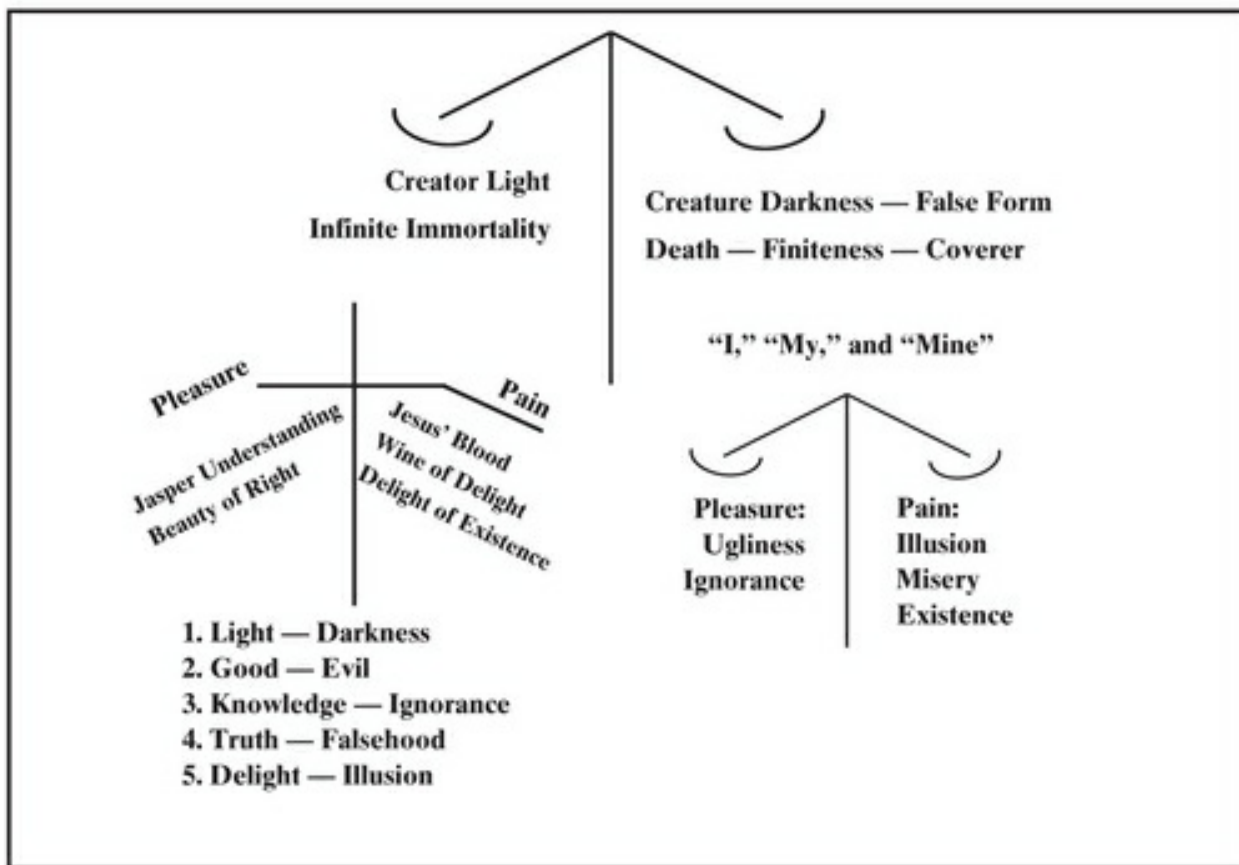 Creator Light
Infinite Immortality
Creature Darkness — False Form
Death — Finiteness — Coverer
Pleasure
Pain
Jasper Understanding
Beauty of Right
Jesus’ Blood
Wine of Delight
Delight of Existence
1. Light — Darkness
2. Good — Evil
3. Knowledge — Ignorance
4. Truth — Falsehood
5. Delight — Illusion
“I,” “My,” and “Mine”
Pleasure:
Ugliness
Ignorance
Pain:
Illusion
Misery
Existence